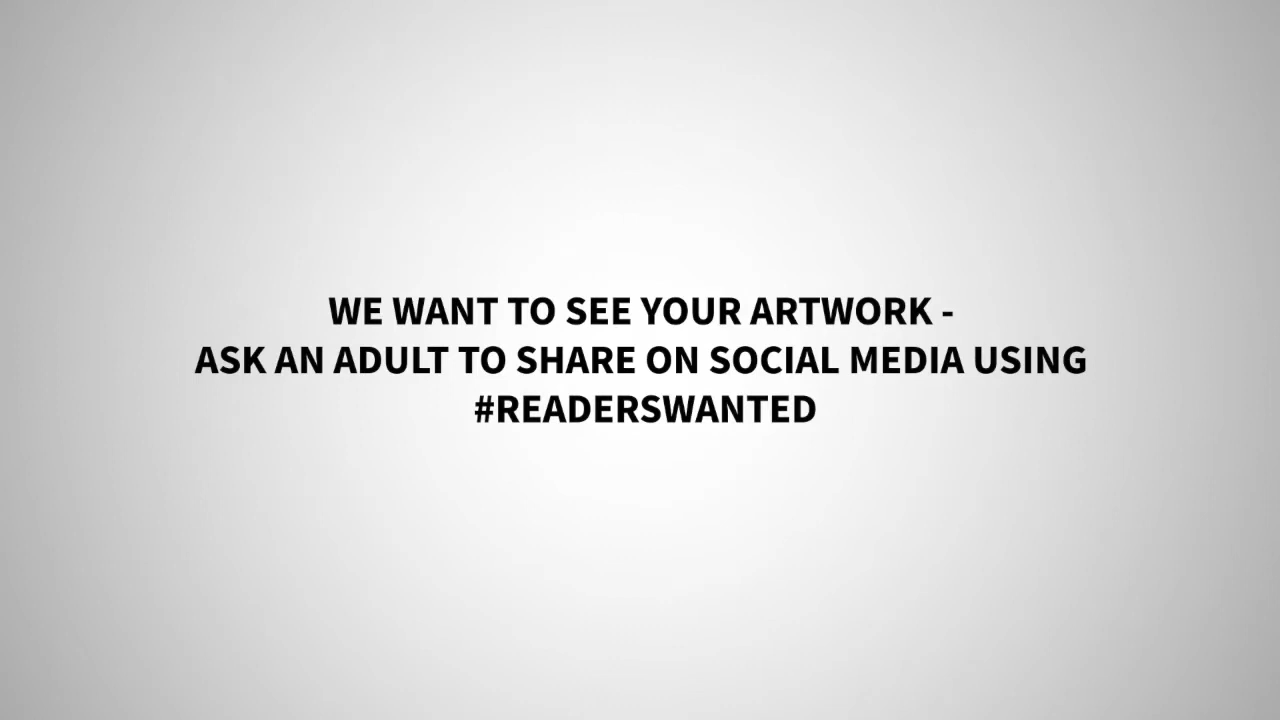 WE WANT TO SEE YOUR ARTWORK -
ASK AN ADULT TO SHARE ON SOCIAL MEDIA USING
#READERSWANTED